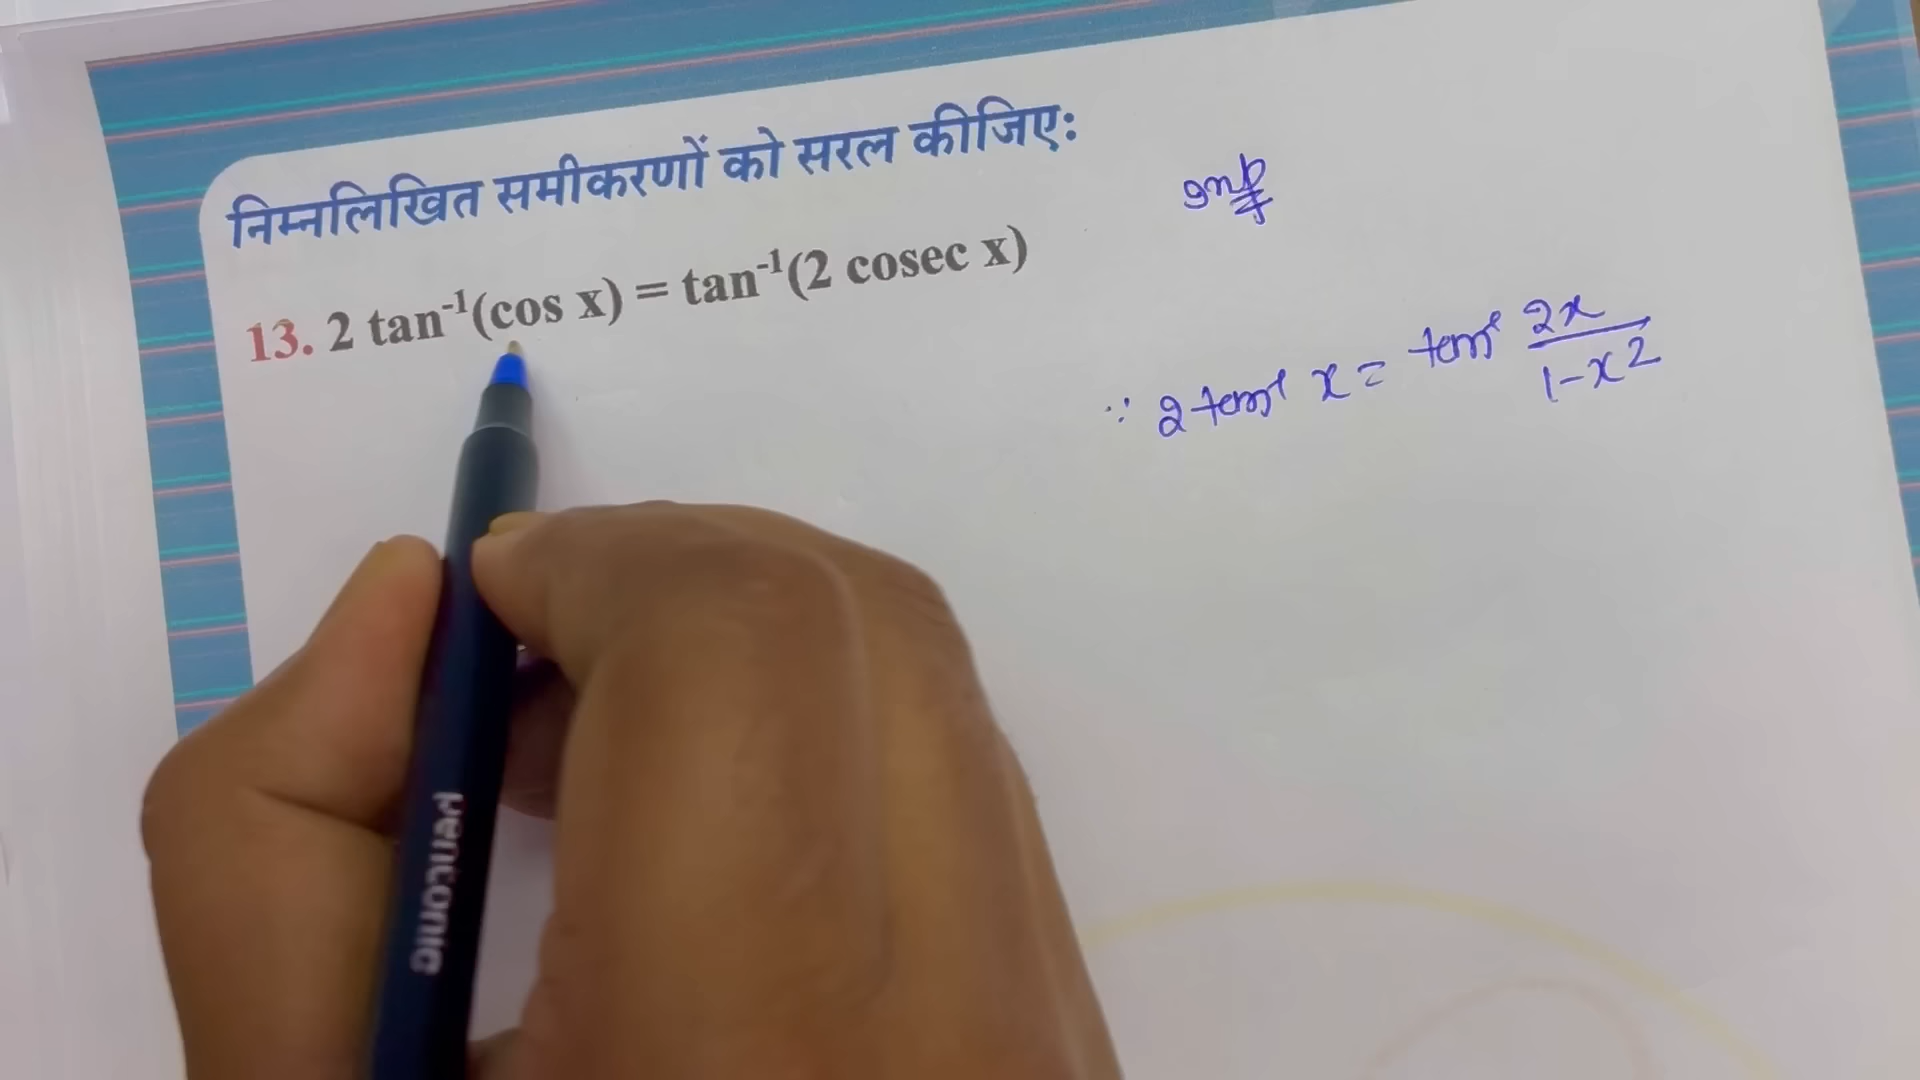 निम्नलिखित समीकरणों को सरल कीजिए:
13. 2 tan⁻¹(cos x) = tan⁻¹(2 cosec x)
Imp
∵ 2 tan⁻¹ x = tan⁻¹ 2x / 1-x2
Pentonic